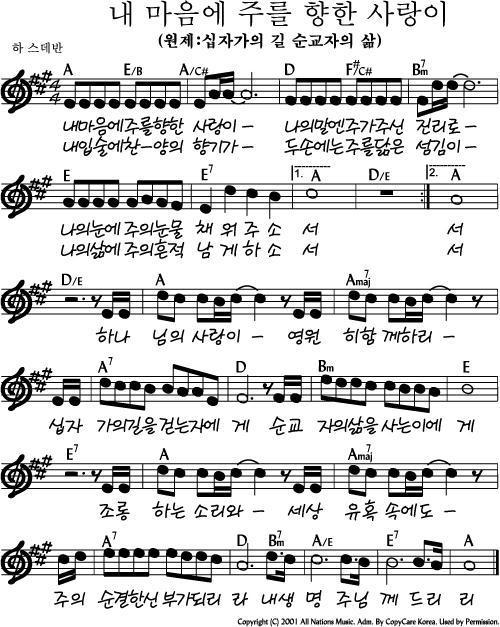 내 마음에 주를 향한 사랑이
(원제:십자가의 길 순교자의 삶)
하 스데반
A E/B A/C# D F#7/C# Bm7
내마음에주를향한 사랑이– 나의말엔주가주신 진리로–
내입술에찬–양의 향기가– 두손에는주를닮은 섬김이–
E E7 1. A D/E 2. A
나의눈에주의눈물 채워주소서 서
나의삶에주의흔적 남게하소서 서
D/E A Amaj7
하나 님의 사랑이– 영원 히함 께하리–
A7 D Bm7 E
십자 가의길을걷는자에 게 순교 자의삶을사는이에 게
E7 A Amaj7
조롱 하는 소리와– 세상 유혹 속에도–
A7 D Bm7 A/E E7 A
주의 순결한신부가되리 라 내생 명 주님 께 드리 리
Copyright (C) 2001 All Nations Music. Adm. By CopyCare Korea. Used by Permission.